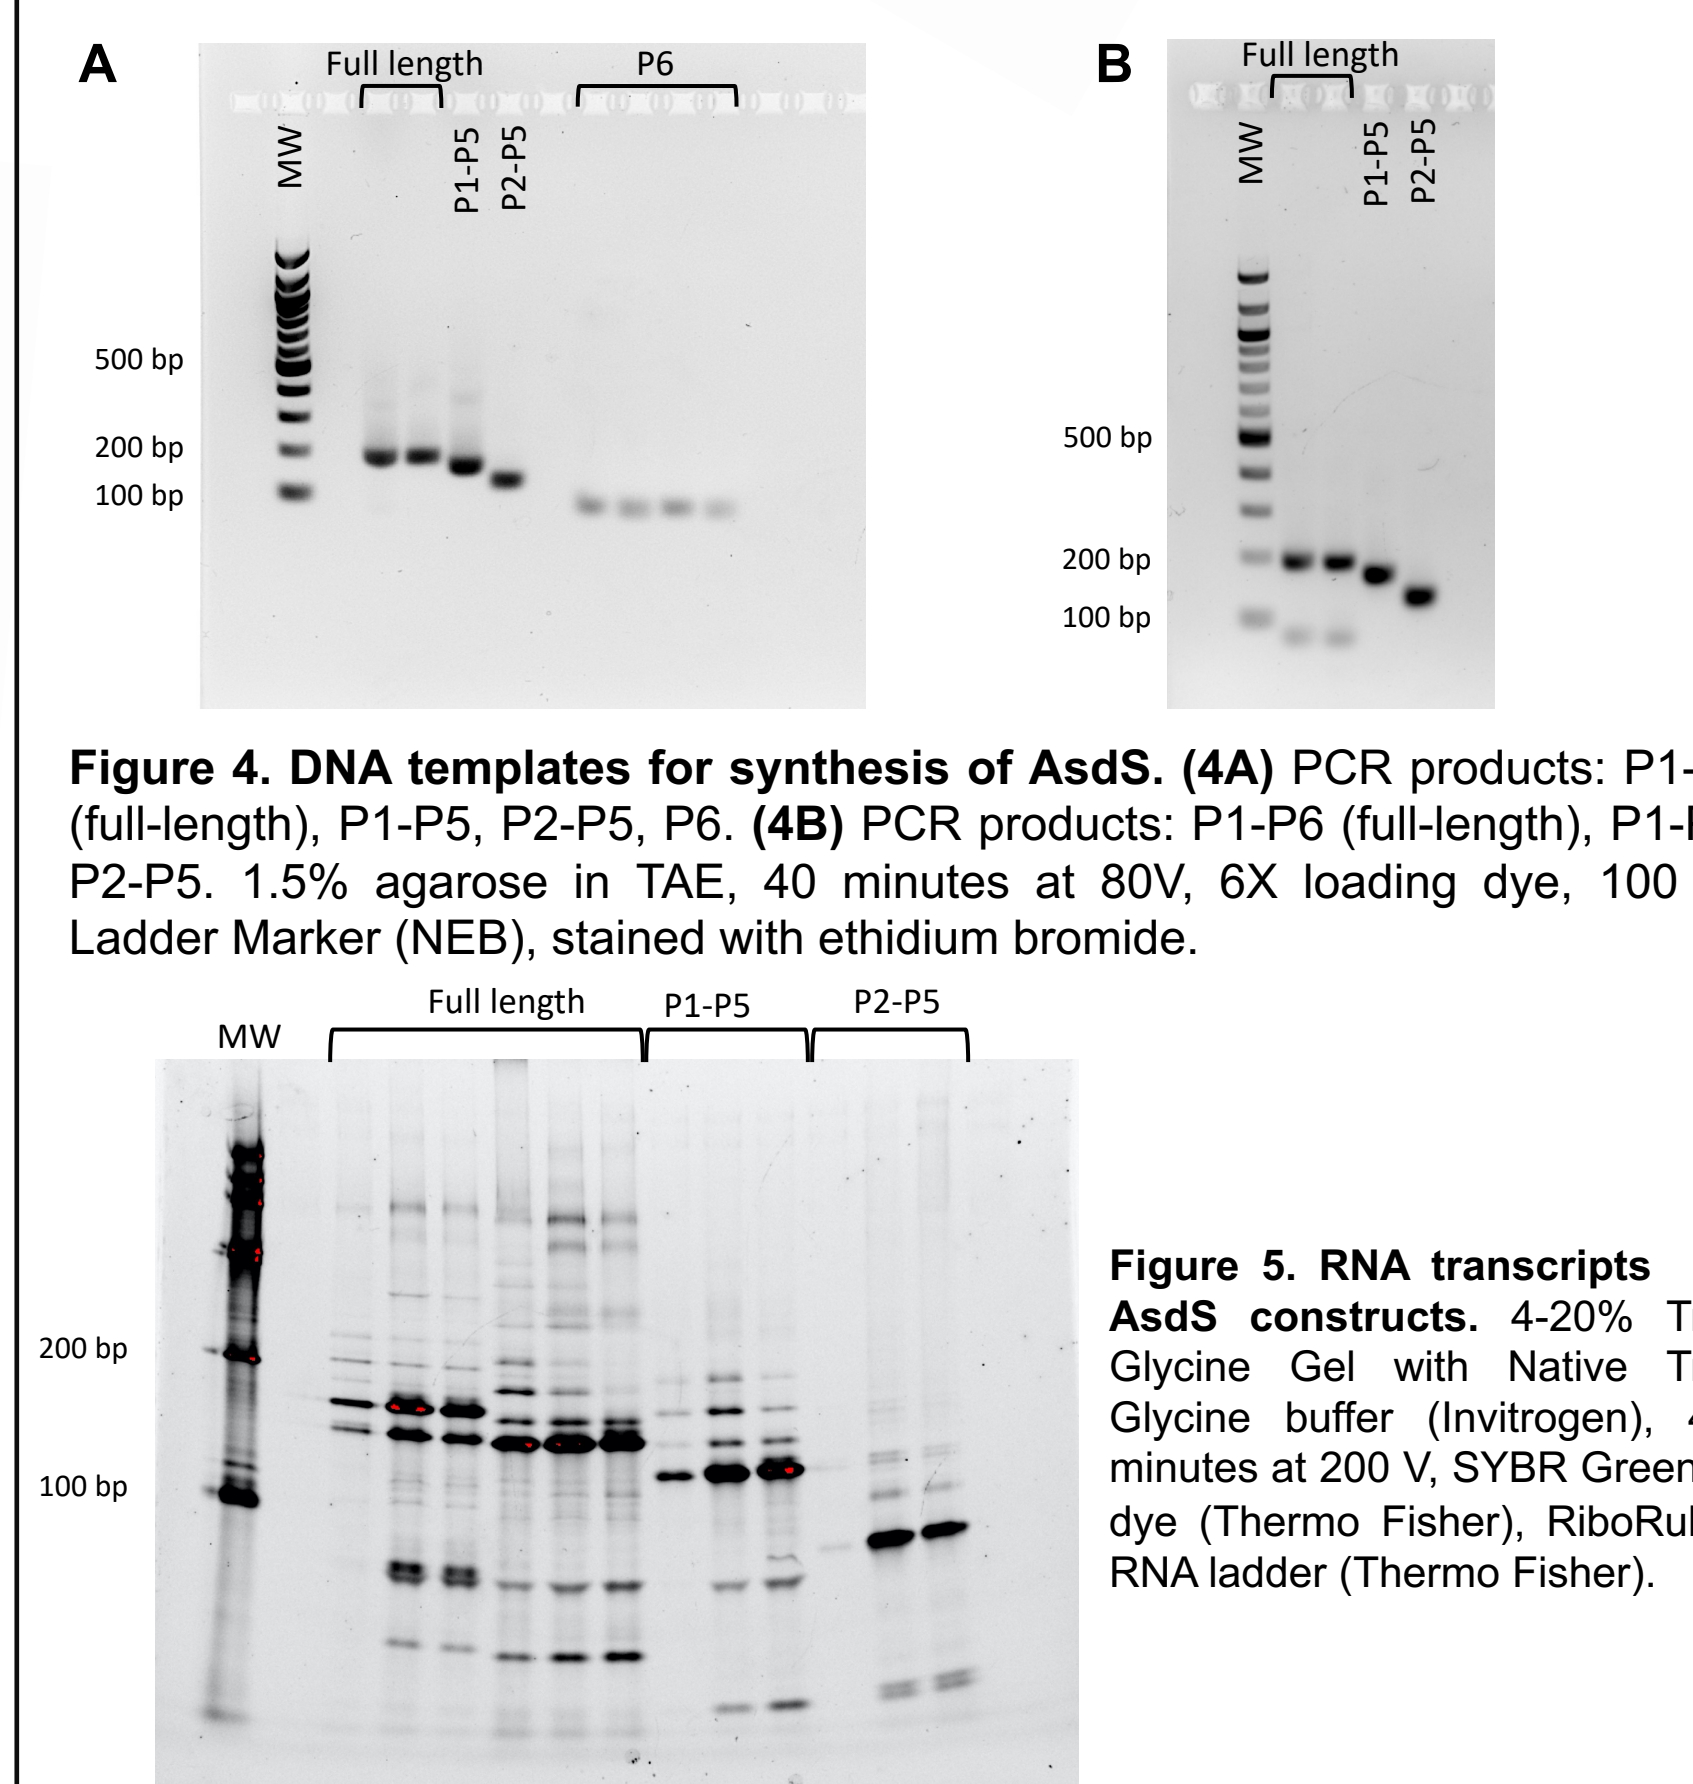 A
Full length
P6
MW
P1-P5
P2-P5
500 bp
200 bp
100 bp
B
Full length
MW
P1-P5
P2-P5
500 bp
200 bp
100 bp
Figure 4. DNA templates for synthesis of AsdS. (4A) PCR products: P1-
(full-length), P1-P5, P2-P5, P6. (4B) PCR products: P1-P6 (full-length),
P2-P5. 1.5% agarose in TAE, 40 minutes at 80V, 6X loading dye, 100
Ladder Marker (NEB), stained with ethidium bromide.
MW
Full length
P1-P5
P2-P5
200 bp
100 bp
Figure 5. RNA transcripts
AsdS constructs. 4-20%
Glycine Gel with Native
Glycine buffer (Invitrogen),
minutes at 200 V, SYBR Green
dye (Thermo Fisher),
RNA ladder (Thermo Fisher).